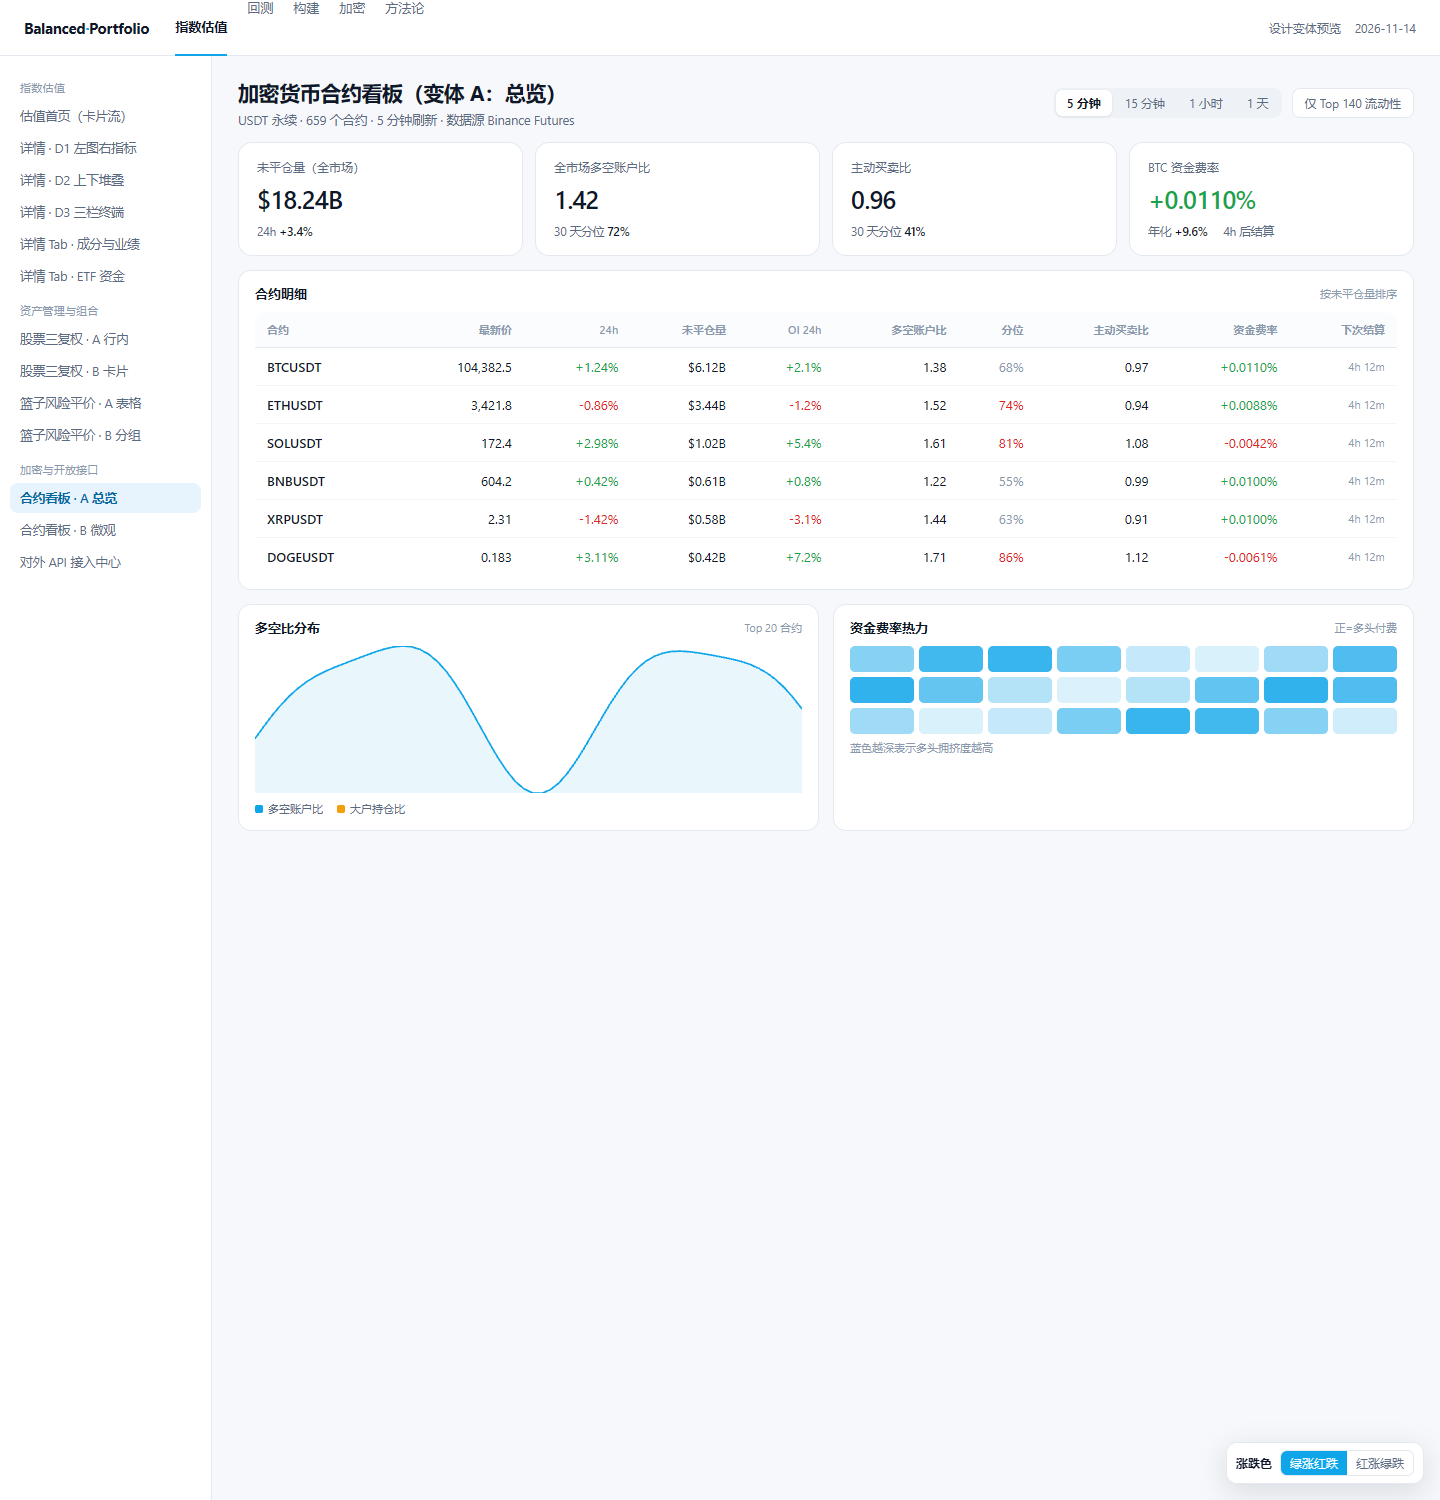 Balanced·Portfolio 指数估值 回测 构建 加密 方法论 设计变体预览 2026-11-14
指数估值
估值首页（卡片流）
详情 · D1 左图右指标
详情 · D2 上下堆叠
详情 · D3 三栏终端
详情 Tab · 成分与业绩
详情 Tab · ETF 资金
资产管理与组合
股票三复权 · A 行内
股票三复权 · B 卡片
篮子风险平价 · A 表格
篮子风险平价 · B 分组
加密与开放接口
合约看板 · A 总览
合约看板 · B 微观
对外 API 接入中心
加密货币合约看板（变体 A：总览）
USDT 永续 · 659 个合约 · 5 分钟刷新 · 数据源 Binance Futures
5 分钟 15 分钟 1 小时 1 天 仅 Top 140 流动性
未平仓量（全市场）
$18.24B
24h +3.4%
全市场多空账户比
1.42
30 天分位 72%
主动买卖比
0.96
30 天分位 41%
BTC 资金费率
+0.0110%
年化 +9.6% 4h 后结算
合约明细 按未平仓量排序
合约 最新价 24h 未平仓量 OI 24h 多空账户比 分位 主动买卖比 资金费率 下次结算
BTCUSDT 104,382.5 +1.24% $6.12B +2.1% 1.38 68% 0.97 +0.0110% 4h 12m
ETHUSDT 3,421.8 -0.86% $3.44B -1.2% 1.52 74% 0.94 +0.0088% 4h 12m
SOLUSDT 172.4 +2.98% $1.02B +5.4% 1.61 81% 1.08 -0.0042% 4h 12m
BNBUSDT 604.2 +0.42% $0.61B +0.8% 1.22 55% 0.99 +0.0100% 4h 12m
XRPUSDT 2.31 -1.42% $0.58B -3.1% 1.44 63% 0.91 +0.0100% 4h 12m
DOGEUSDT 0.183 +3.11% $0.42B +7.2% 1.71 86% 1.12 -0.0061% 4h 12m
多空比分布 Top 20 合约
多空账户比 大户持仓比
资金费率热力 正=多头付费
蓝色越深表示多头拥挤度越高
涨跌色 绿涨红跌 红涨绿跌